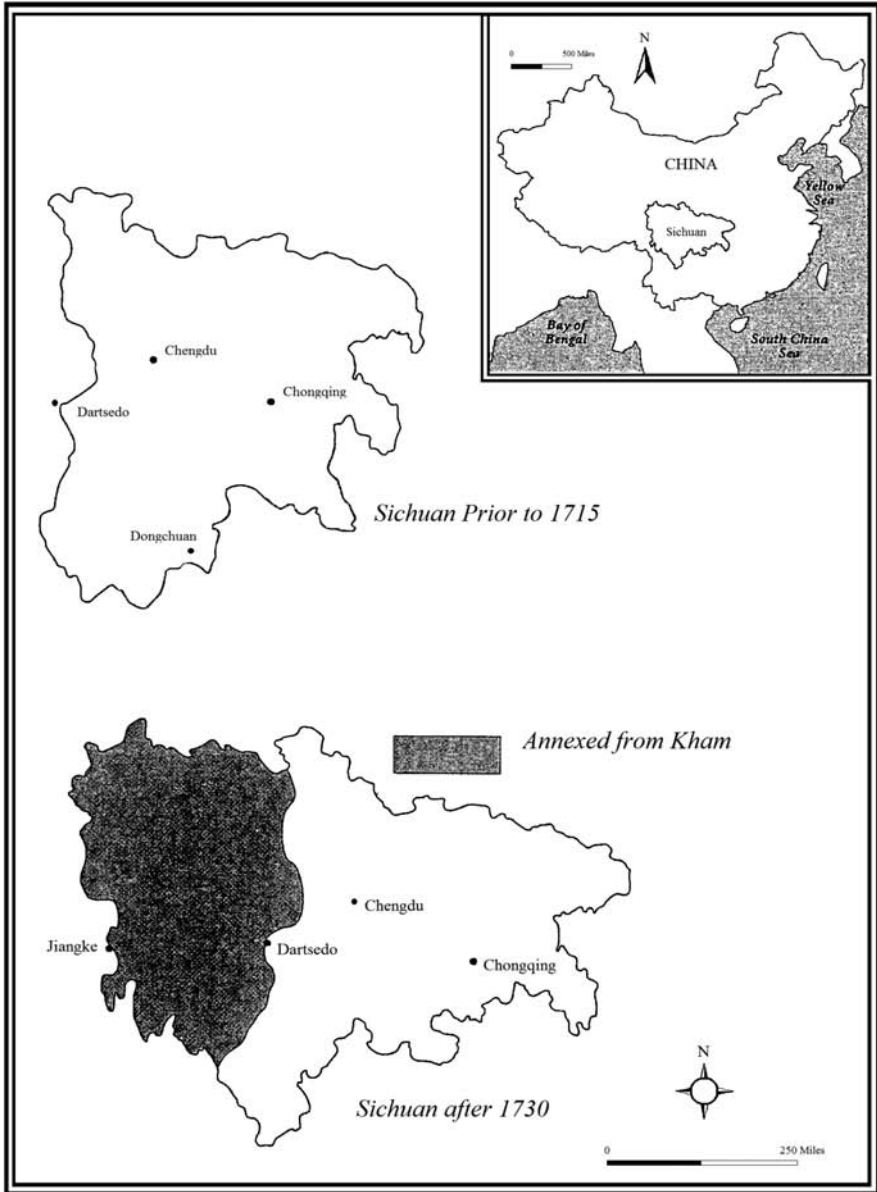 N
0 500 Miles
CHINA
Yellow
Sea
Sichuan
Bay of
Bengal
South China
Sea
Chengdu
Chongqing
Dartsedo
Sichuan Prior to 1715
Dongchuan
Annexed from Kham
Chengdu
Jiangke
Dartsedo
Chongqing
N
Sichuan after 1730
0 250 Miles